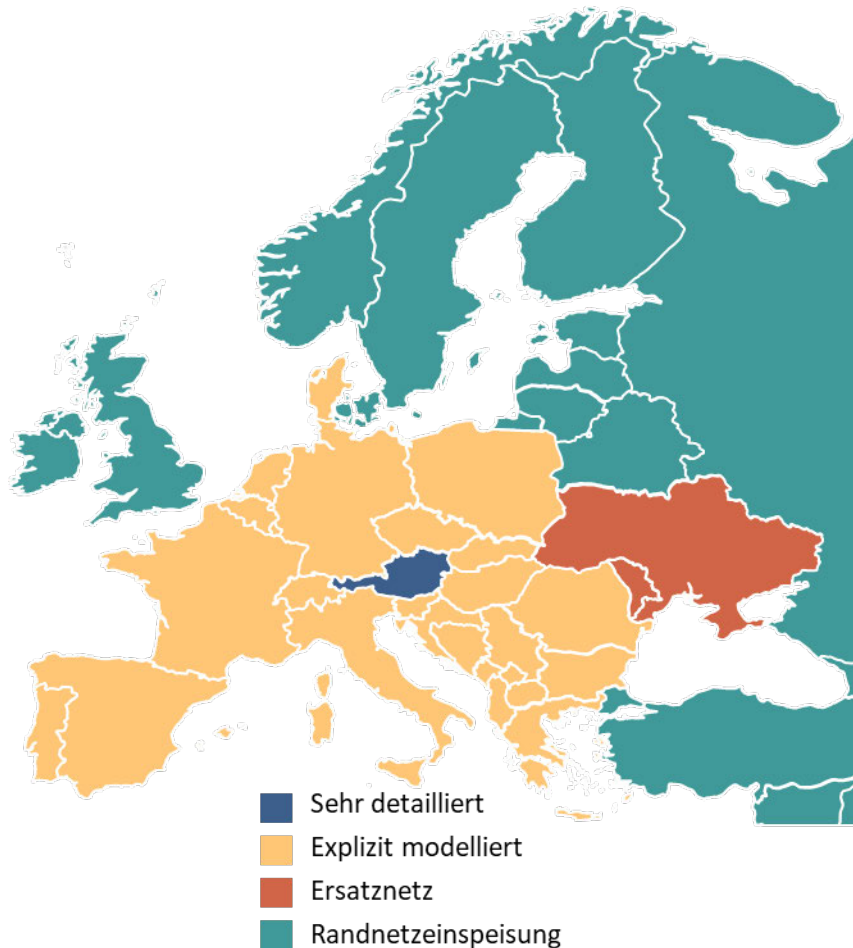 Sehr detailliert
Explizit modelliert
Ersatznetz
Randnetzeinspeisung